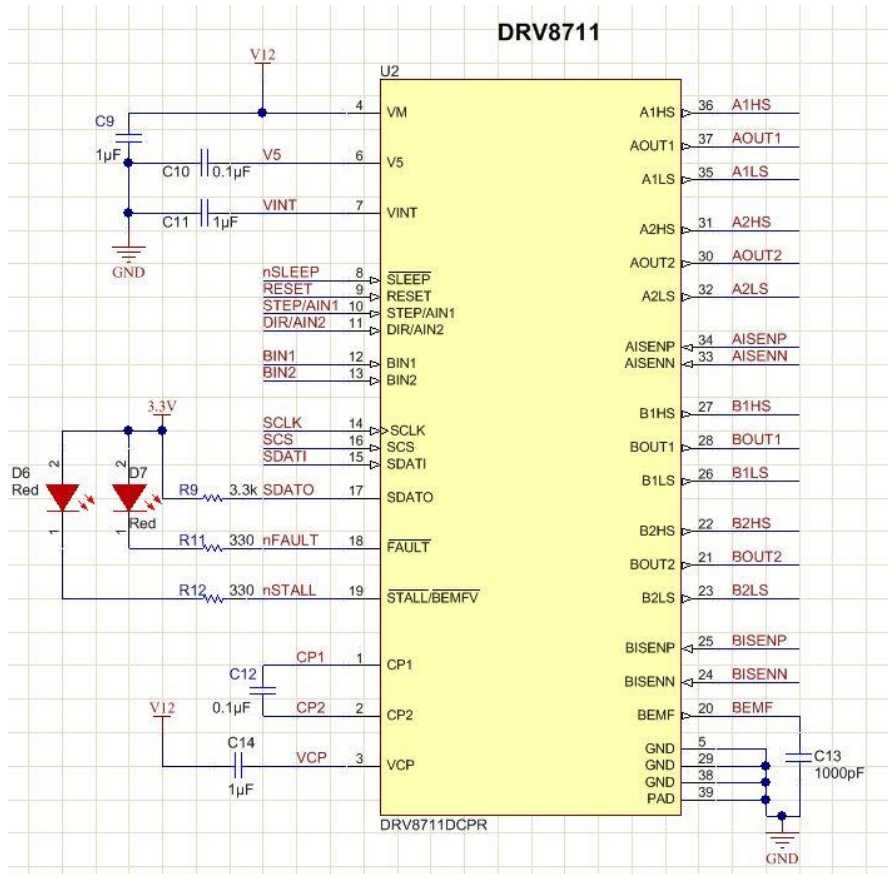 DRV8711
V12
U2
4 VM
C9
1µF
C10 0.1µF V5 6 V5
C11 1µF VINT 7 VINT
GND
nSLEEP 8 SLEEP
RESET 9 RESET
STEP/AIN1 10 STEP/AIN1
DIR/AIN2 11 DIR/AIN2
BIN1 12 BIN1
BIN2 13 BIN2
3.3V
SCLK 14 SCLK
SCS 16 SCS
SDATI 15 SDATI
D6
Red
2
1
D7
Red
2
1
R9 3.3k SDATO 17 SDATO
R11 330 nFAULT 18 FAULT
R12 330 nSTALL 19 STALL/BEMFV
CP1 1 CP1
C12
0.1µF
CP2 2 CP2
V12
C14
1µF
VCP 3 VCP
A1HS 36 A1HS
AOUT1 37 AOUT1
A1LS 35 A1LS
A2HS 31 A2HS
AOUT2 30 AOUT2
A2LS 32 A2LS
AISENP 34 AISENP
AISENN 33 AISENN
B1HS 27 B1HS
BOUT1 28 BOUT1
B1LS 26 B1LS
B2HS 22 B2HS
BOUT2 21 BOUT2
B2LS 23 B2LS
BISENP 25 BISENP
BISENN 24 BISENN
BEMF 20 BEMF
GND 5
GND 29
GND 38
PAD 39
C13
1000pF
DRV8711DCPR
GND